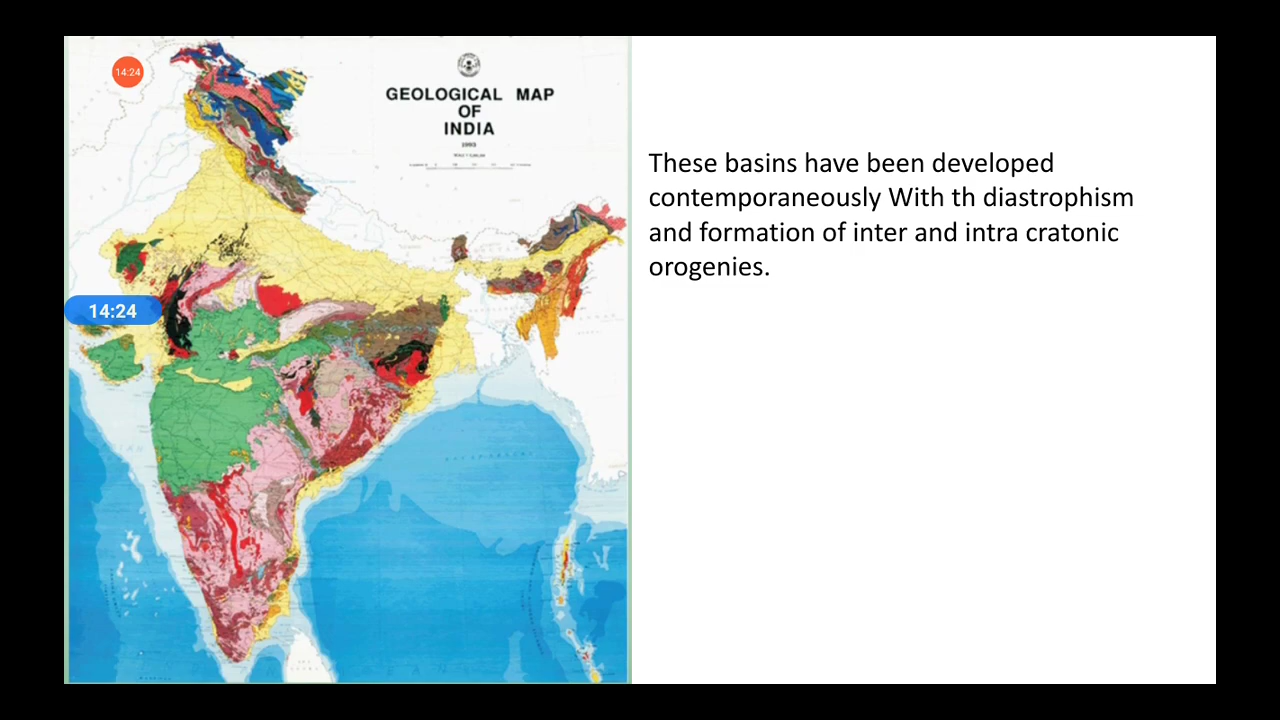 14:24
GEOLOGICAL MAP
OF
INDIA
1993
14:24
These basins have been developed
contemporaneously With th diastrophism
and formation of inter and intra cratonic
orogenies.